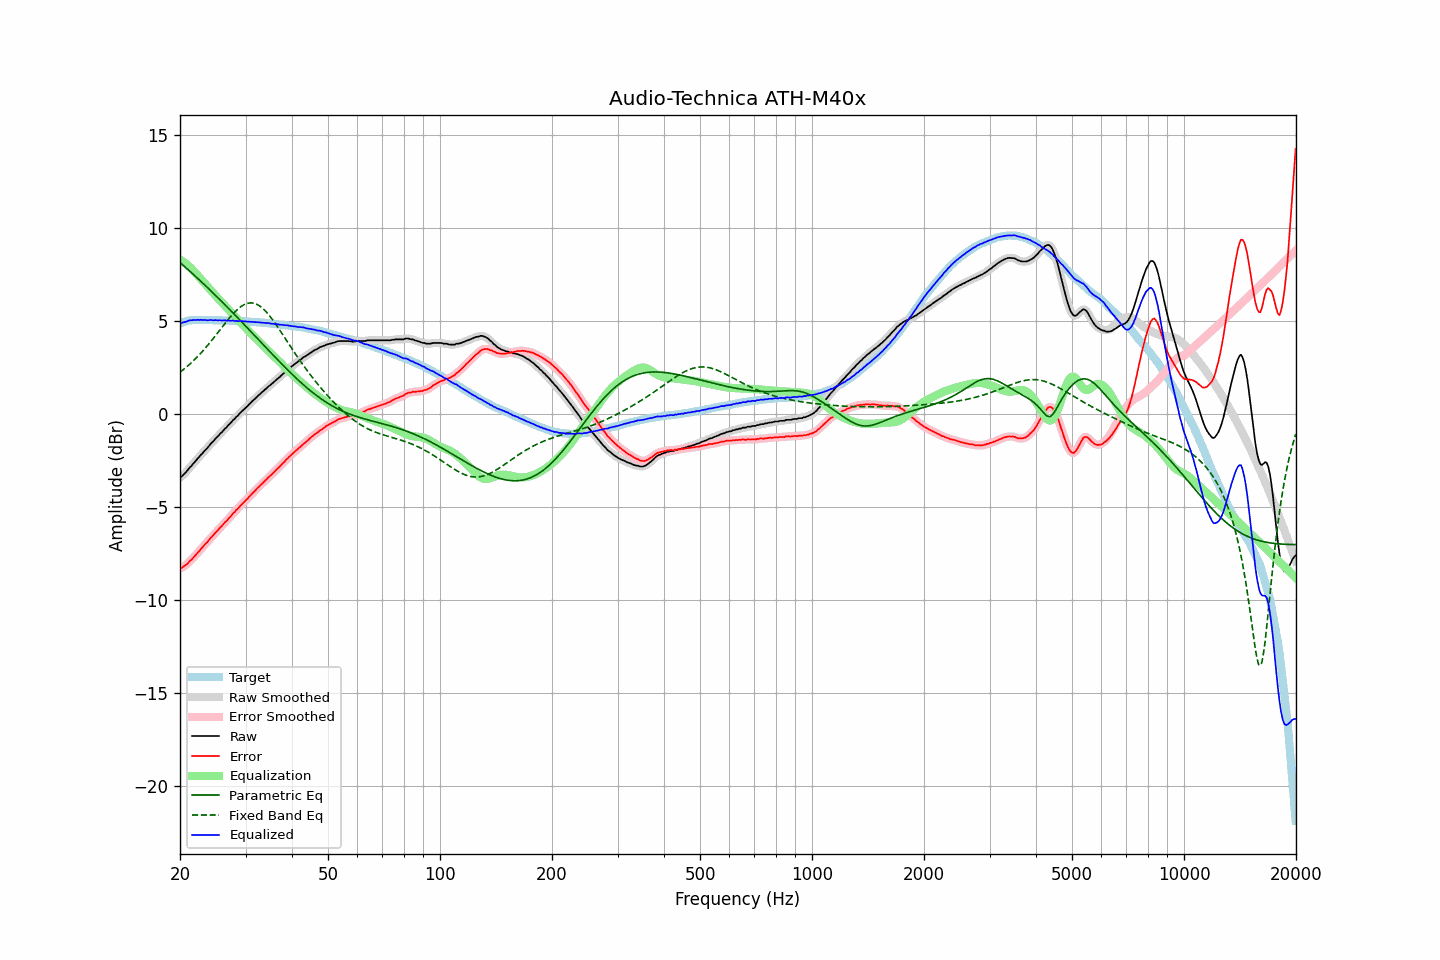 Audio-Technica ATH-M40x
15
10
5
0
−5
−10
−15
−20
Amplitude (dBr)
Target
Raw Smoothed
Error Smoothed
Raw
Error
Equalization
Parametric Eq
Fixed Band Eq
Equalized
20 50 100 200 500 1000 2000 5000 10000 20000
Frequency (Hz)